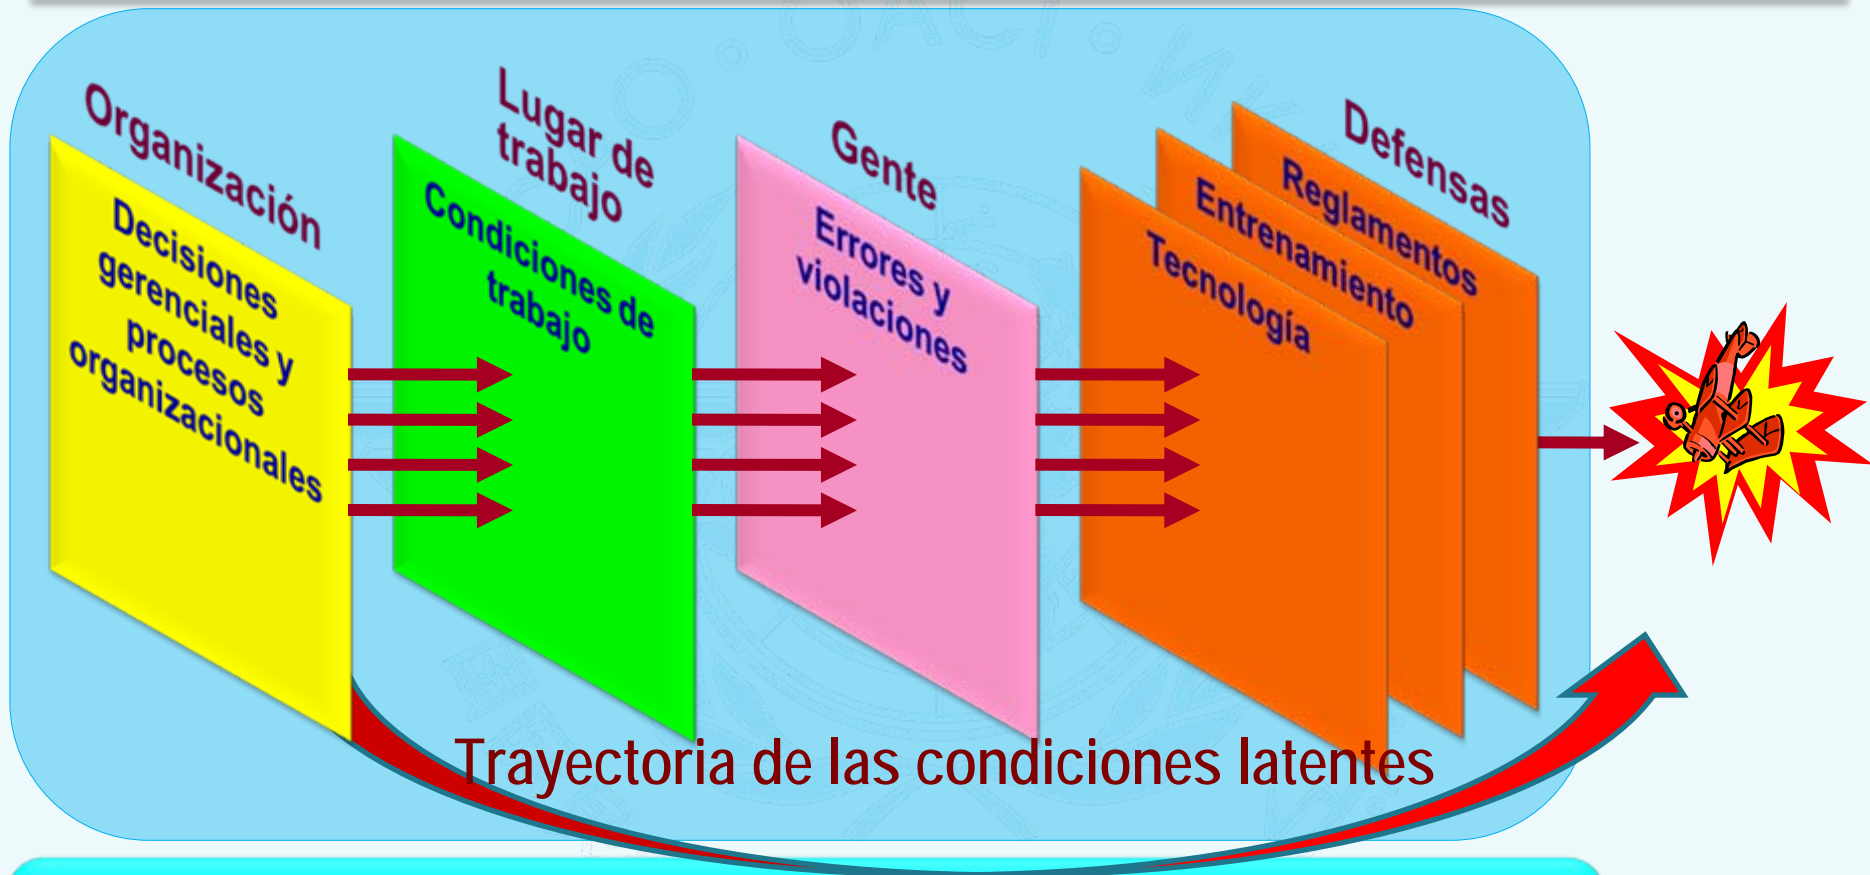 Organización
Decisiones
gerenciales y
procesos
organizacionales
Lugar de
trabajo
Condiciones de
trabajo
Gente
Errores y
violaciones
Defensas
Reglamentos
Entrenamiento
Tecnología
Trayectoria de las condiciones latentes
OACI